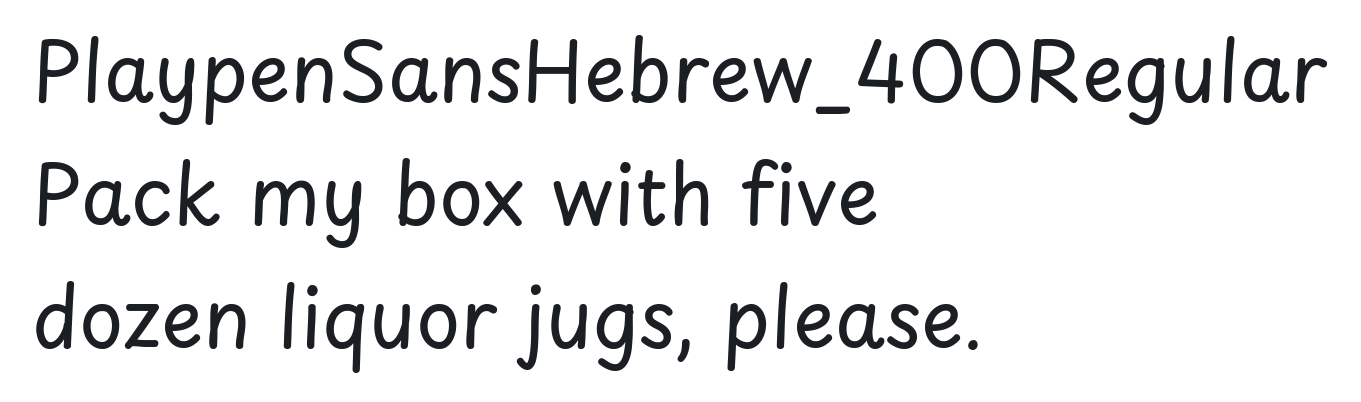 PlaypenSansHebrew_400Regular
Pack my box with five
dozen liquor jugs, please.